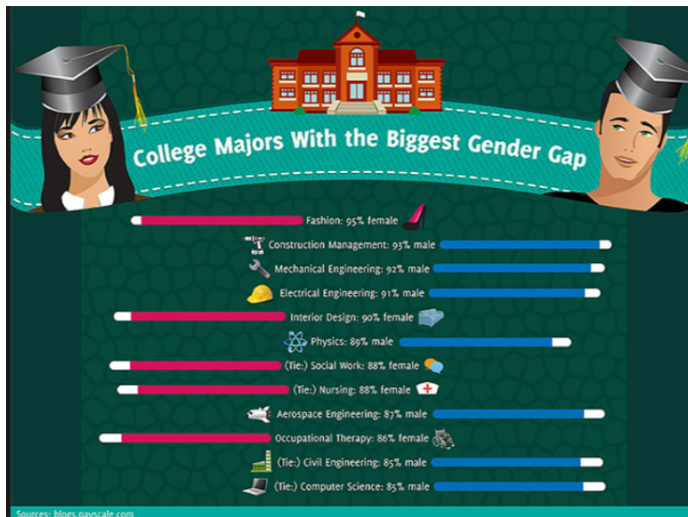 College Majors With the Biggest Gender Gap
Fashion: 95% female
Construction Management: 93% male
Mechanical Engineering: 92% male
Electrical Engineering: 91% male
Interior Design: 90% female
Physics: 89% male
(Tie:) Social Work: 88% female
(Tie:) Nursing: 88% female
Aerospace Engineering: 87% male
Occupational Therapy: 86% female
(Tie:) Civil Engineering: 85% male
(Tie:) Computer Science: 85% male
Sources: blogs.payscale.com